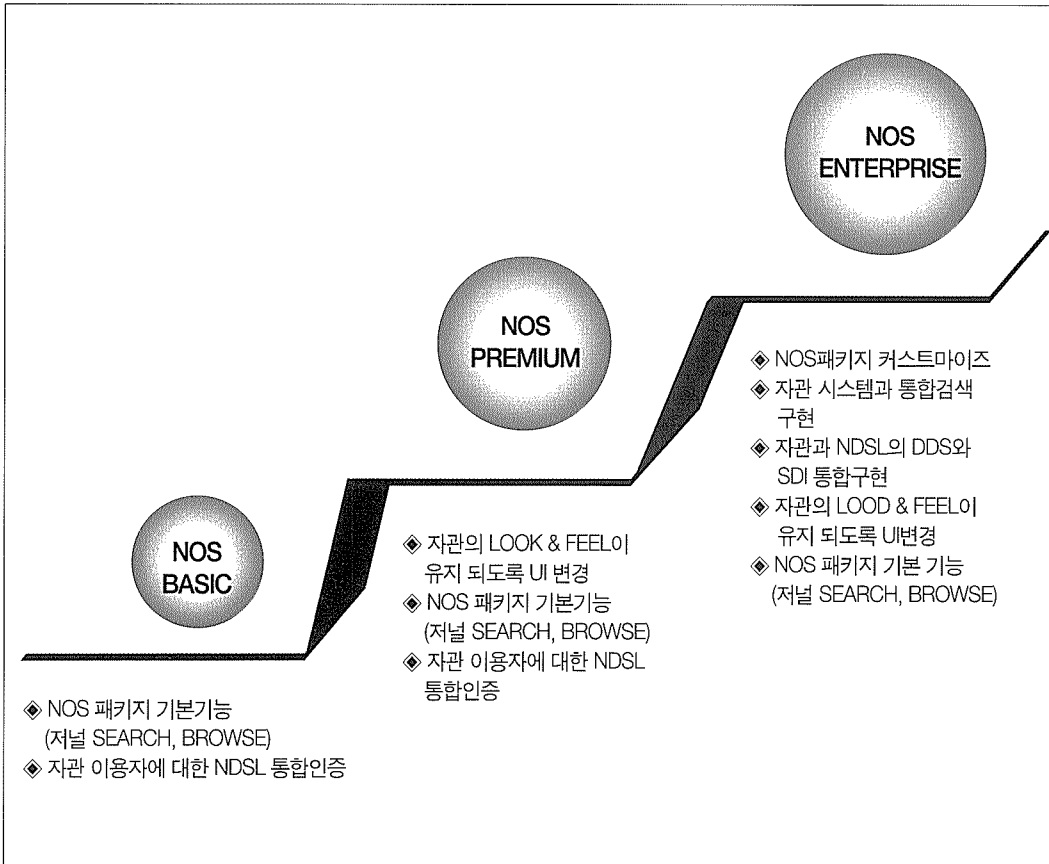 NOS
ENTERPRISE
NOS
PREMIUM
◈ NOS패키지 커스트마이즈
◈ 자관 시스템과 통합검색
구현
◈ 자관과 NDSL의 DDS와
SDI 통합구현
◈ 자관의 LOOD & FEEL이
유지 되도록 UI변경
◈ NOS 패키지 기본 기능
(저널 SEARCH, BROWSE)
NOS
BASIC
◈ 자관의 LOOK & FEEL이
유지 되도록 UI 변경
◈ NOS 패키지 기본기능
(저널 SEARCH, BROWSE)
◈ 자관 이용자에 대한 NDSL
통합인증
◈ NOS 패키지 기본기능
(저널 SEARCH, BROWSE)
◈ 자관 이용자에 대한 NDSL 통합인증